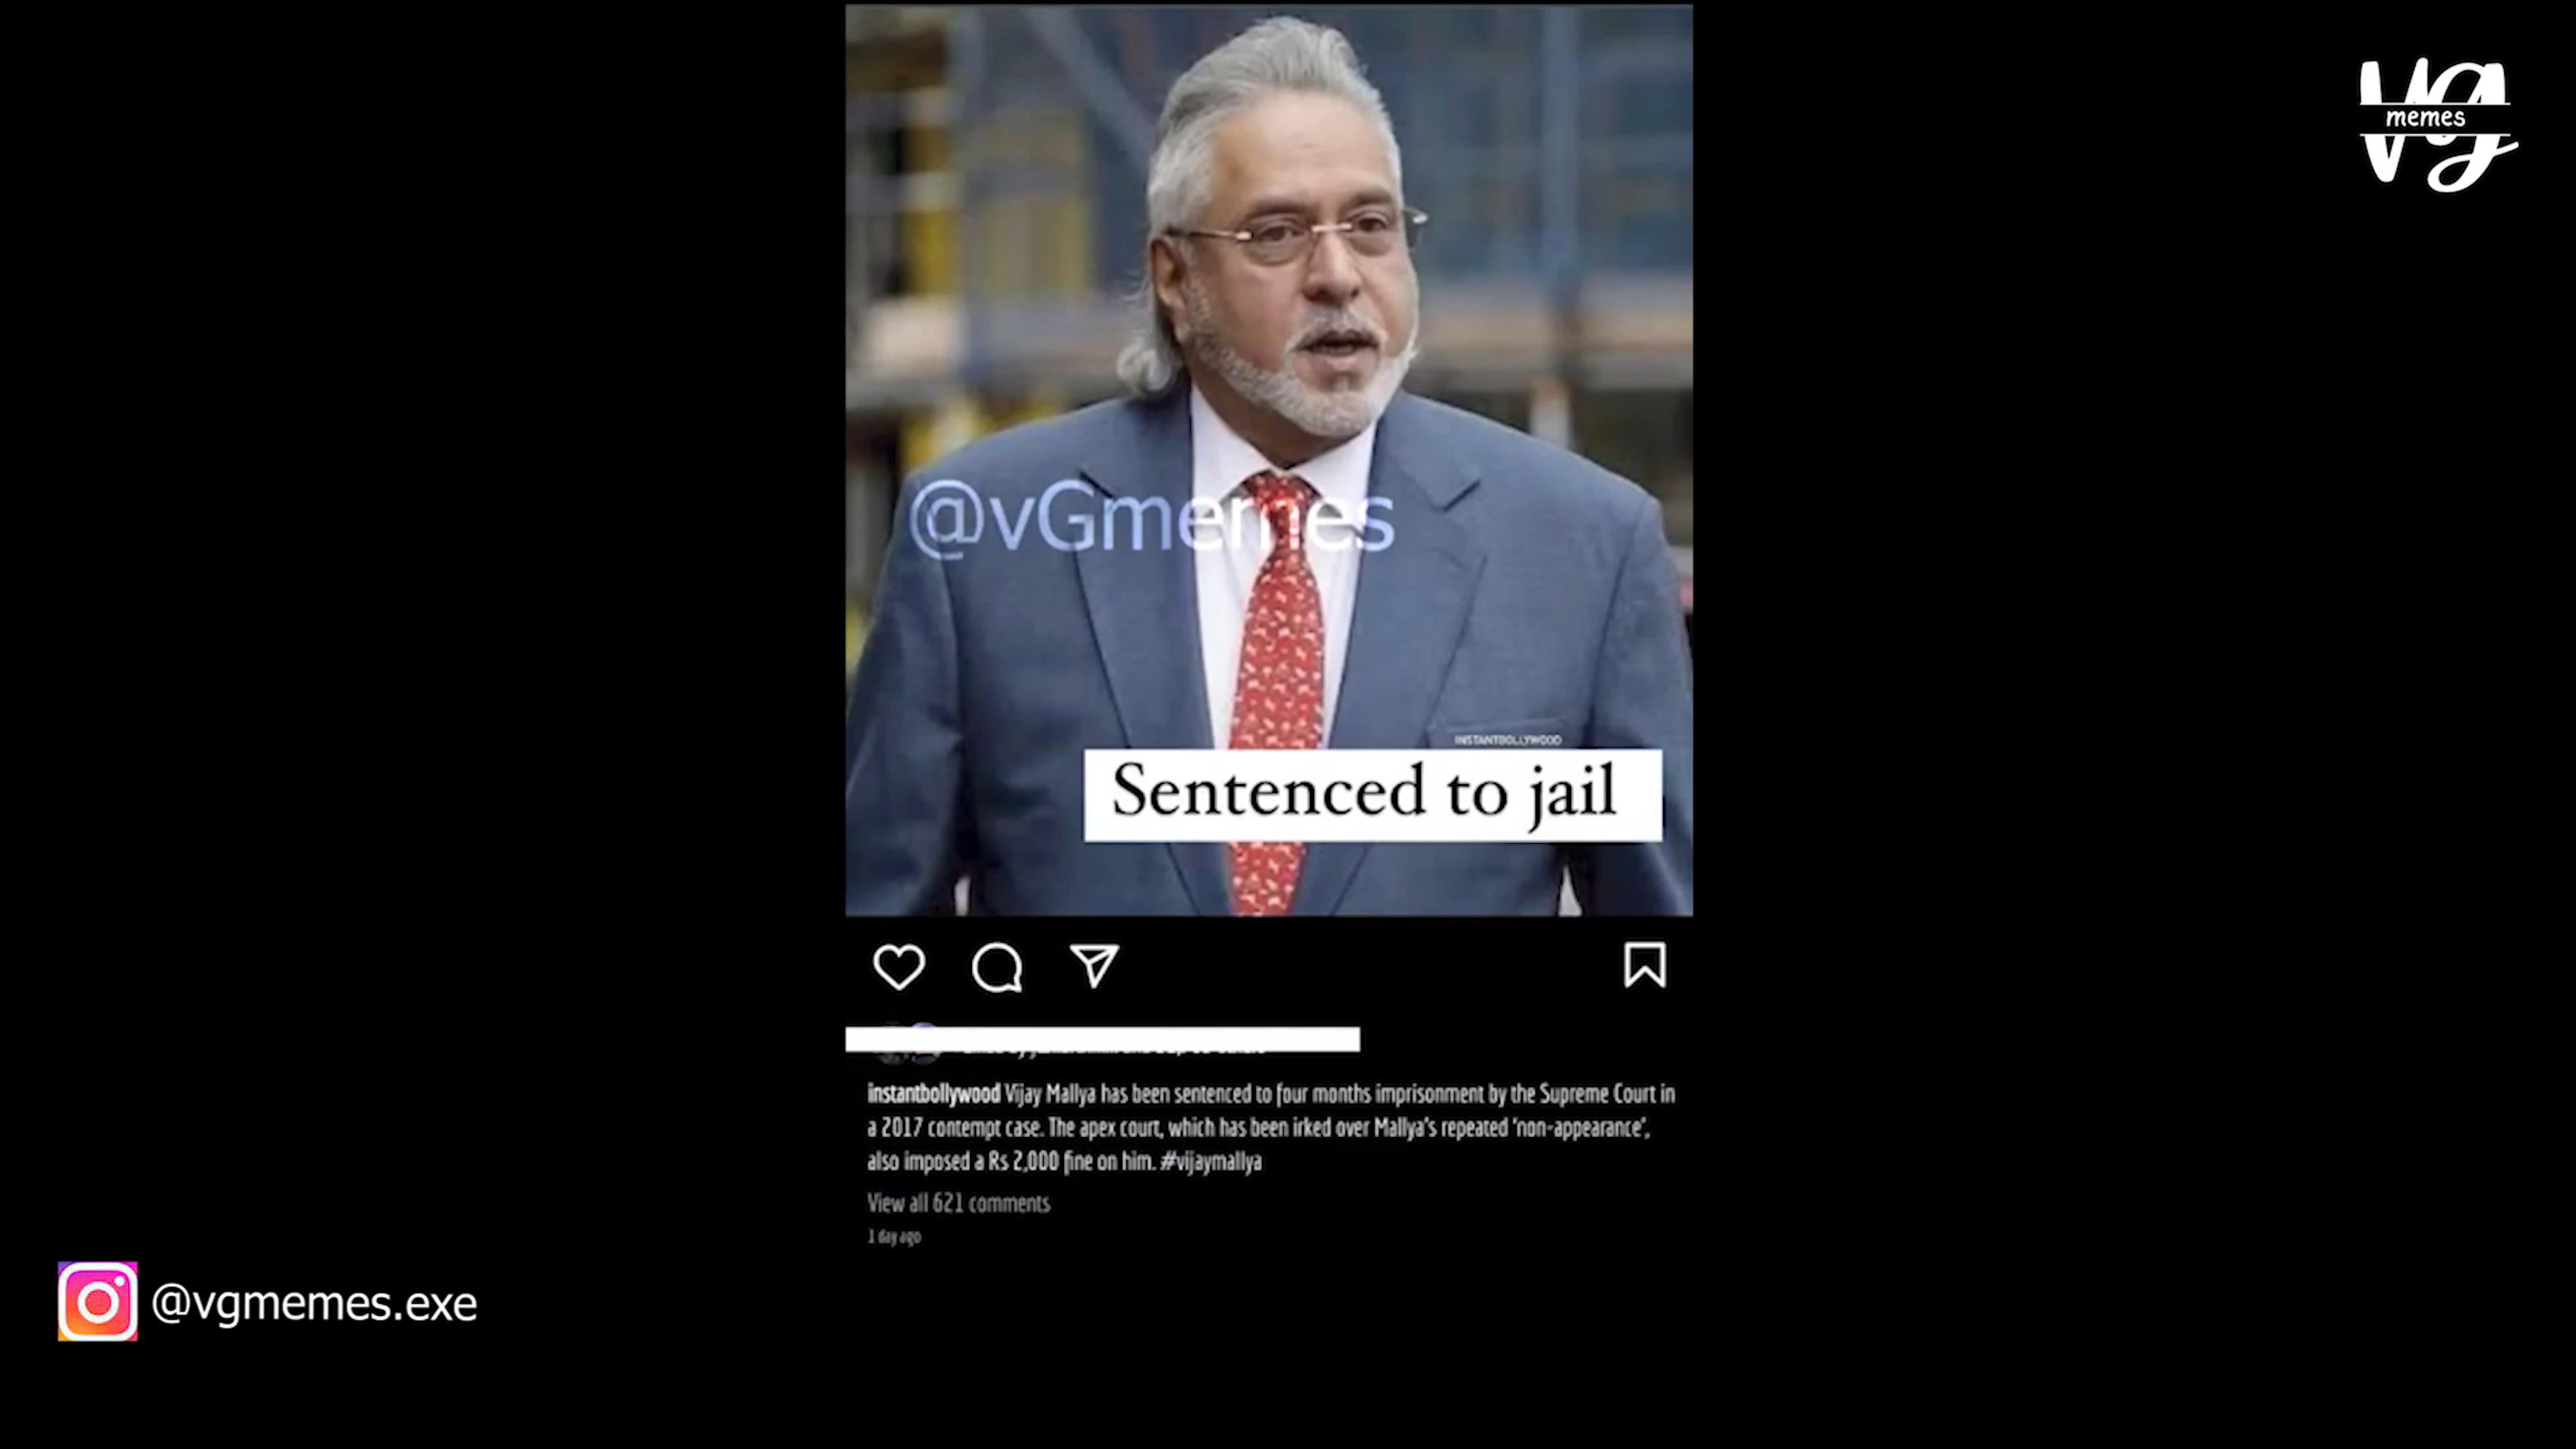 vg
memes
@vGmemes
INSTANTBOLLYWOOD
Sentenced to jail
instantbollywood Vijay Mallya has been sentenced to four months imprisonment by the Supreme Court in
a 2017 contempt case. The apex court, which has been irked over Mallya's repeated 'non-appearance',
also imposed a Rs 2,000 fine on him. #vijaymallya
View all 621 comments
1 day ago
@vgmemes.exe